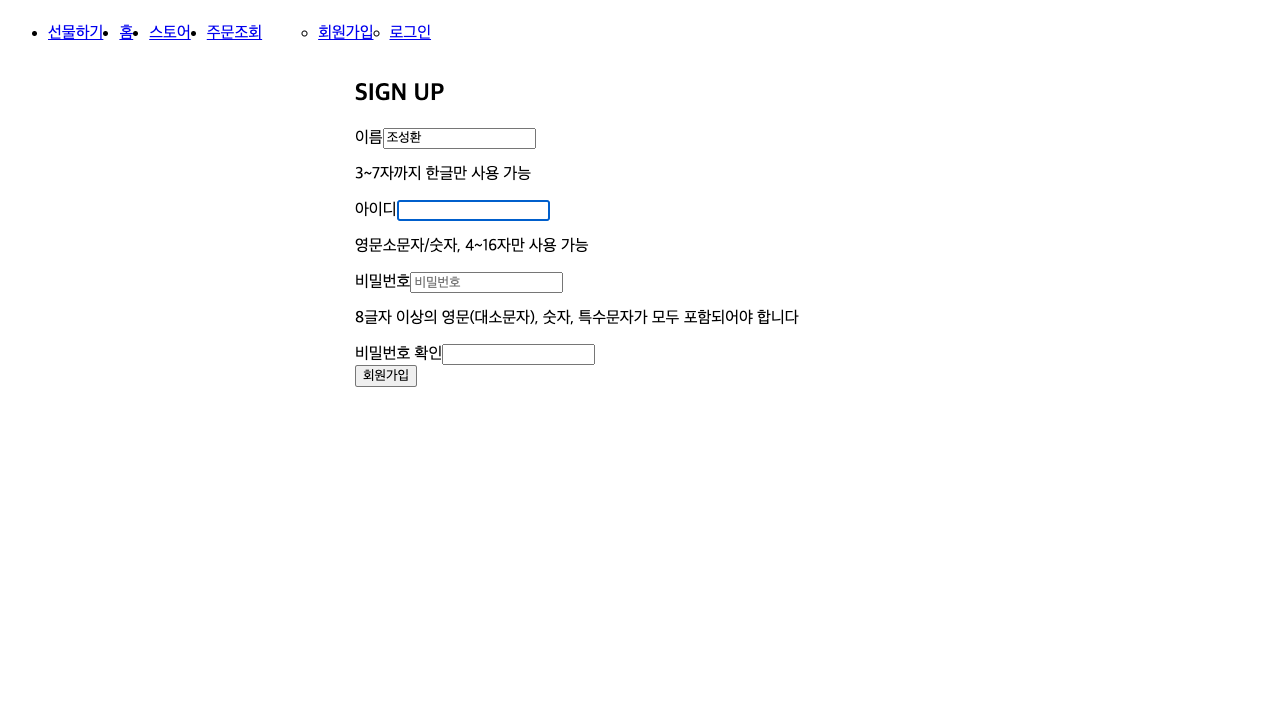 선물하기 홈 스토어 주문조회 회원가입 로그인
SIGN UP
이름 조성환
3~7자까지 한글만 사용 가능
아이디
영문소문자/숫자, 4~16자만 사용 가능
비밀번호 비밀번호
8글자 이상의 영문(대소문자), 숫자, 특수문자가 모두 포함되어야 합니다
비밀번호 확인
회원가입